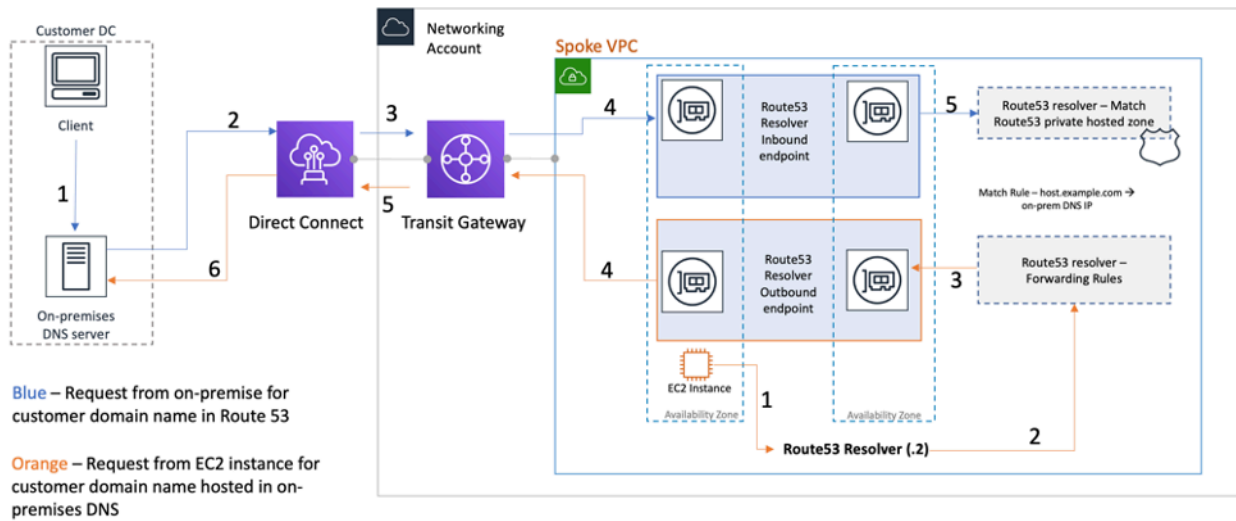 Customer DC
Client
1
On-premises
DNS server
2
6
Direct Connect
3
5
Transit Gateway
Networking
Account
Spoke VPC
4
4
Route53
Resolver
Inbound
endpoint
5
Route53 resolver – Match
Route53 private hosted zone
Match Rule – host.example.com →
on-prem DNS IP
Route53
Resolver
Outbound
endpoint
3
Route53 resolver –
Forwarding Rules
EC2 Instance
1
Availability Zone
Availability Zone
Route53 Resolver (.2)
2
Blue – Request from on-premise for
customer domain name in Route 53
Orange – Request from EC2 instance for
customer domain name hosted in on-
premises DNS